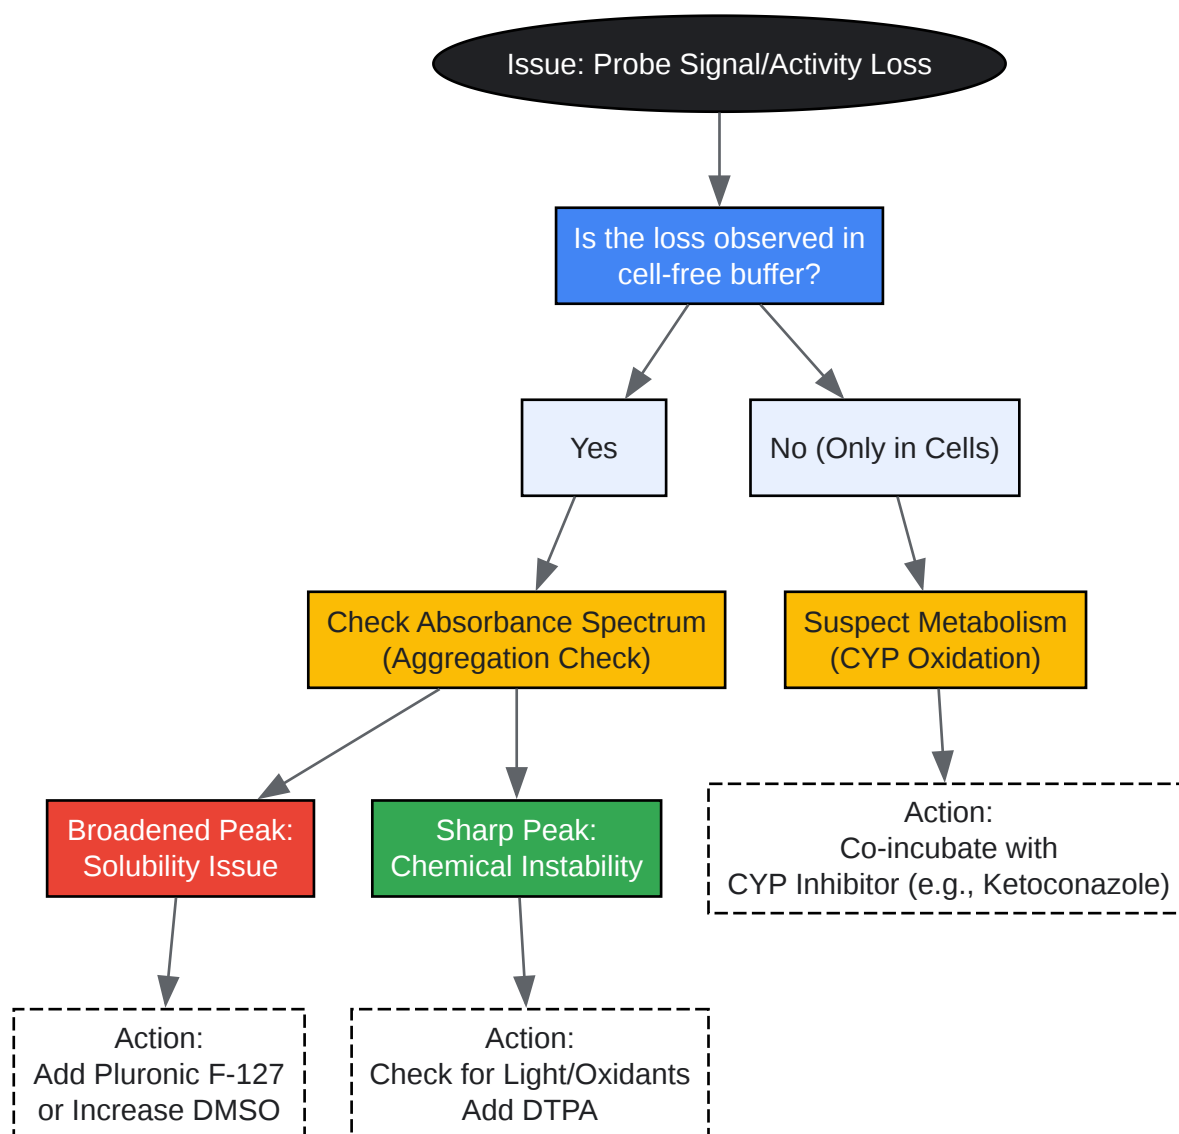 Issue: Probe Signal/Activity Loss
Is the loss observed in
cell-free buffer?
Yes
No (Only in Cells)
Check Absorbance Spectrum
(Aggregation Check)
Suspect Metabolism
(CYP Oxidation)
Broadened Peak:
Solubility Issue
Sharp Peak:
Chemical Instability
Action:
Co-incubate with
CYP Inhibitor (e.g., Ketoconazole)
Action:
Add Pluronic F-127
or Increase DMSO
Action:
Check for Light/Oxidants
Add DTPA